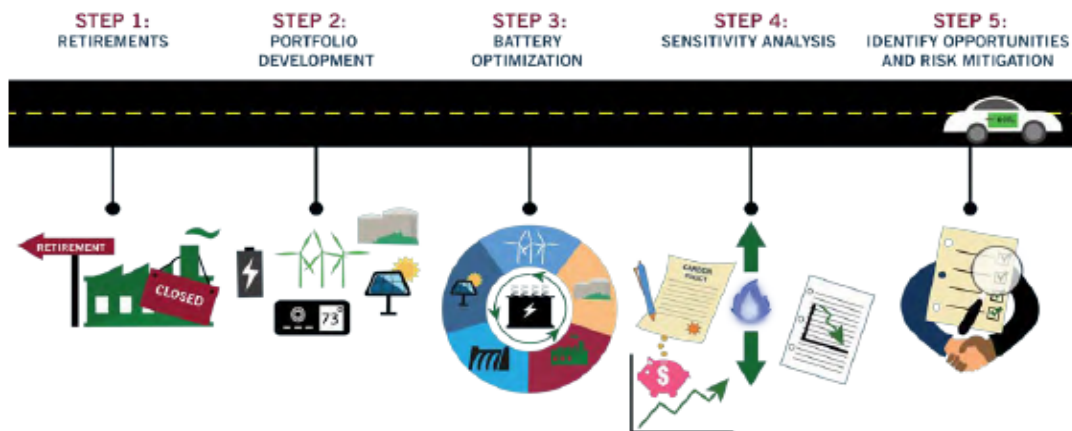 STEP 1:
RETIREMENTS
STEP 2:
PORTFOLIO
DEVELOPMENT
STEP 3:
BATTERY
OPTIMIZATION
STEP 4:
SENSITIVITY ANALYSIS
STEP 5:
IDENTIFY OPPORTUNITIES
AND RISK MITIGATION
RETIREMENT
CLOSED
73°
CARBON
POLICY
$